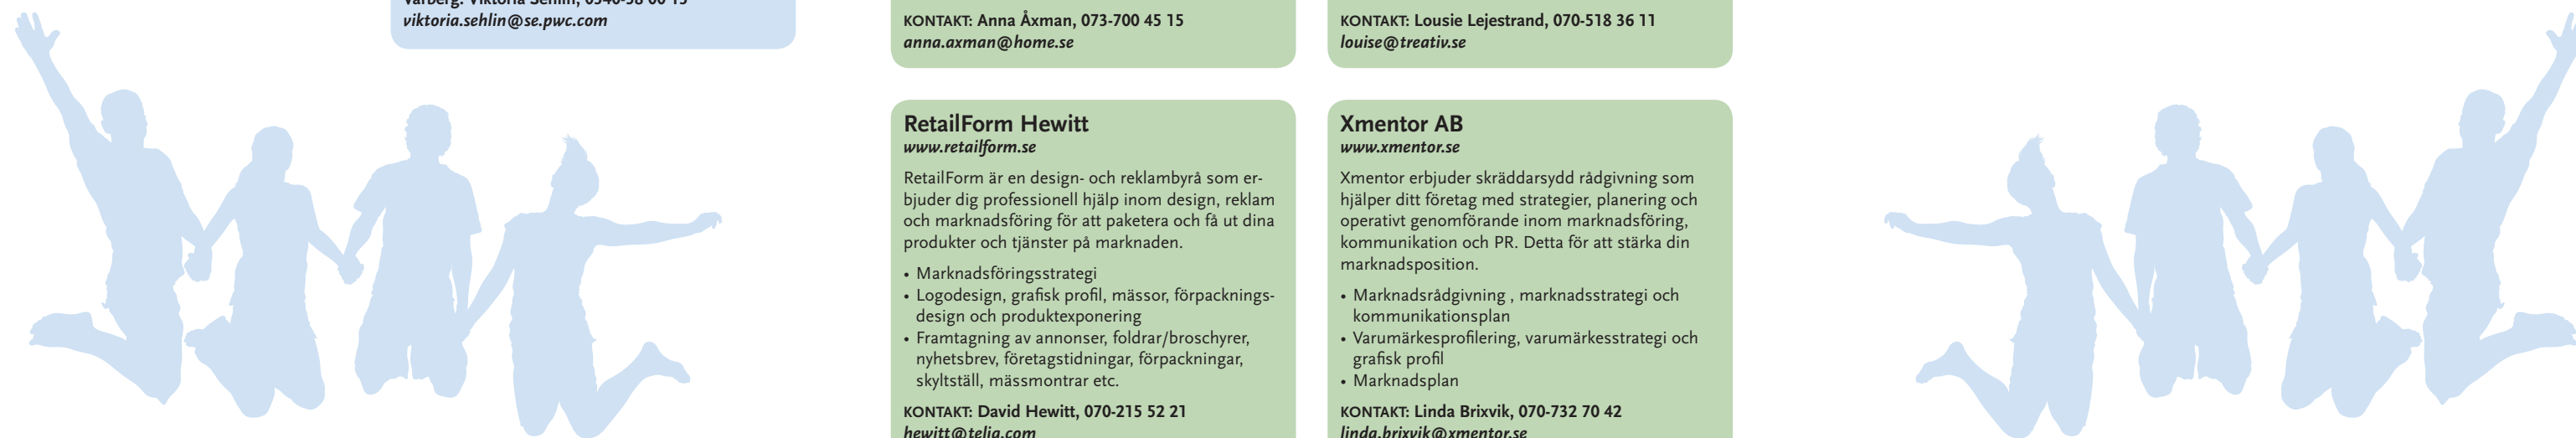 Varberg: Viktoria Sehlin, 0340-38 00 15
viktoria.sehlin@se.pwc.com
KONTAKT: Anna Åxman, 073-700 45 15
anna.axman@home.se
KONTAKT: Lousie Lejestrand, 070-518 36 11
louise@treativ.se
RetailForm Hewitt
www.retailform.se
RetailForm är en design- och reklambyrå som er-
bjuder dig professionell hjälp inom design, reklam
och marknadsföring för att paketera och få ut dina
produkter och tjänster på marknaden.
• Marknadsföringsstrategi
• Logodesign, grafisk profil, mässor, förpacknings-
design och produktexponering
• Framtagning av annonser, foldrar/broschyrer,
nyhetsbrev, företagstidningar, förpackningar,
skyltställ, mässmontrar etc.
KONTAKT: David Hewitt, 070-215 52 21
hewitt@telia.com
Xmentor AB
www.xmentor.se
Xmentor erbjuder skräddarsydd rådgivning som
hjälper ditt företag med strategier, planering och
operativt genomförande inom marknadsföring,
kommunikation och PR. Detta för att stärka din
marknadsposition.
• Marknadsrådgivning , marknadsstrategi och
kommunikationsplan
• Varumärkesprofilering, varumärkesstrategi och
grafisk profil
• Marknadsplan
KONTAKT: Linda Brixvik, 070-732 70 42
linda.brixvik@xmentor.se